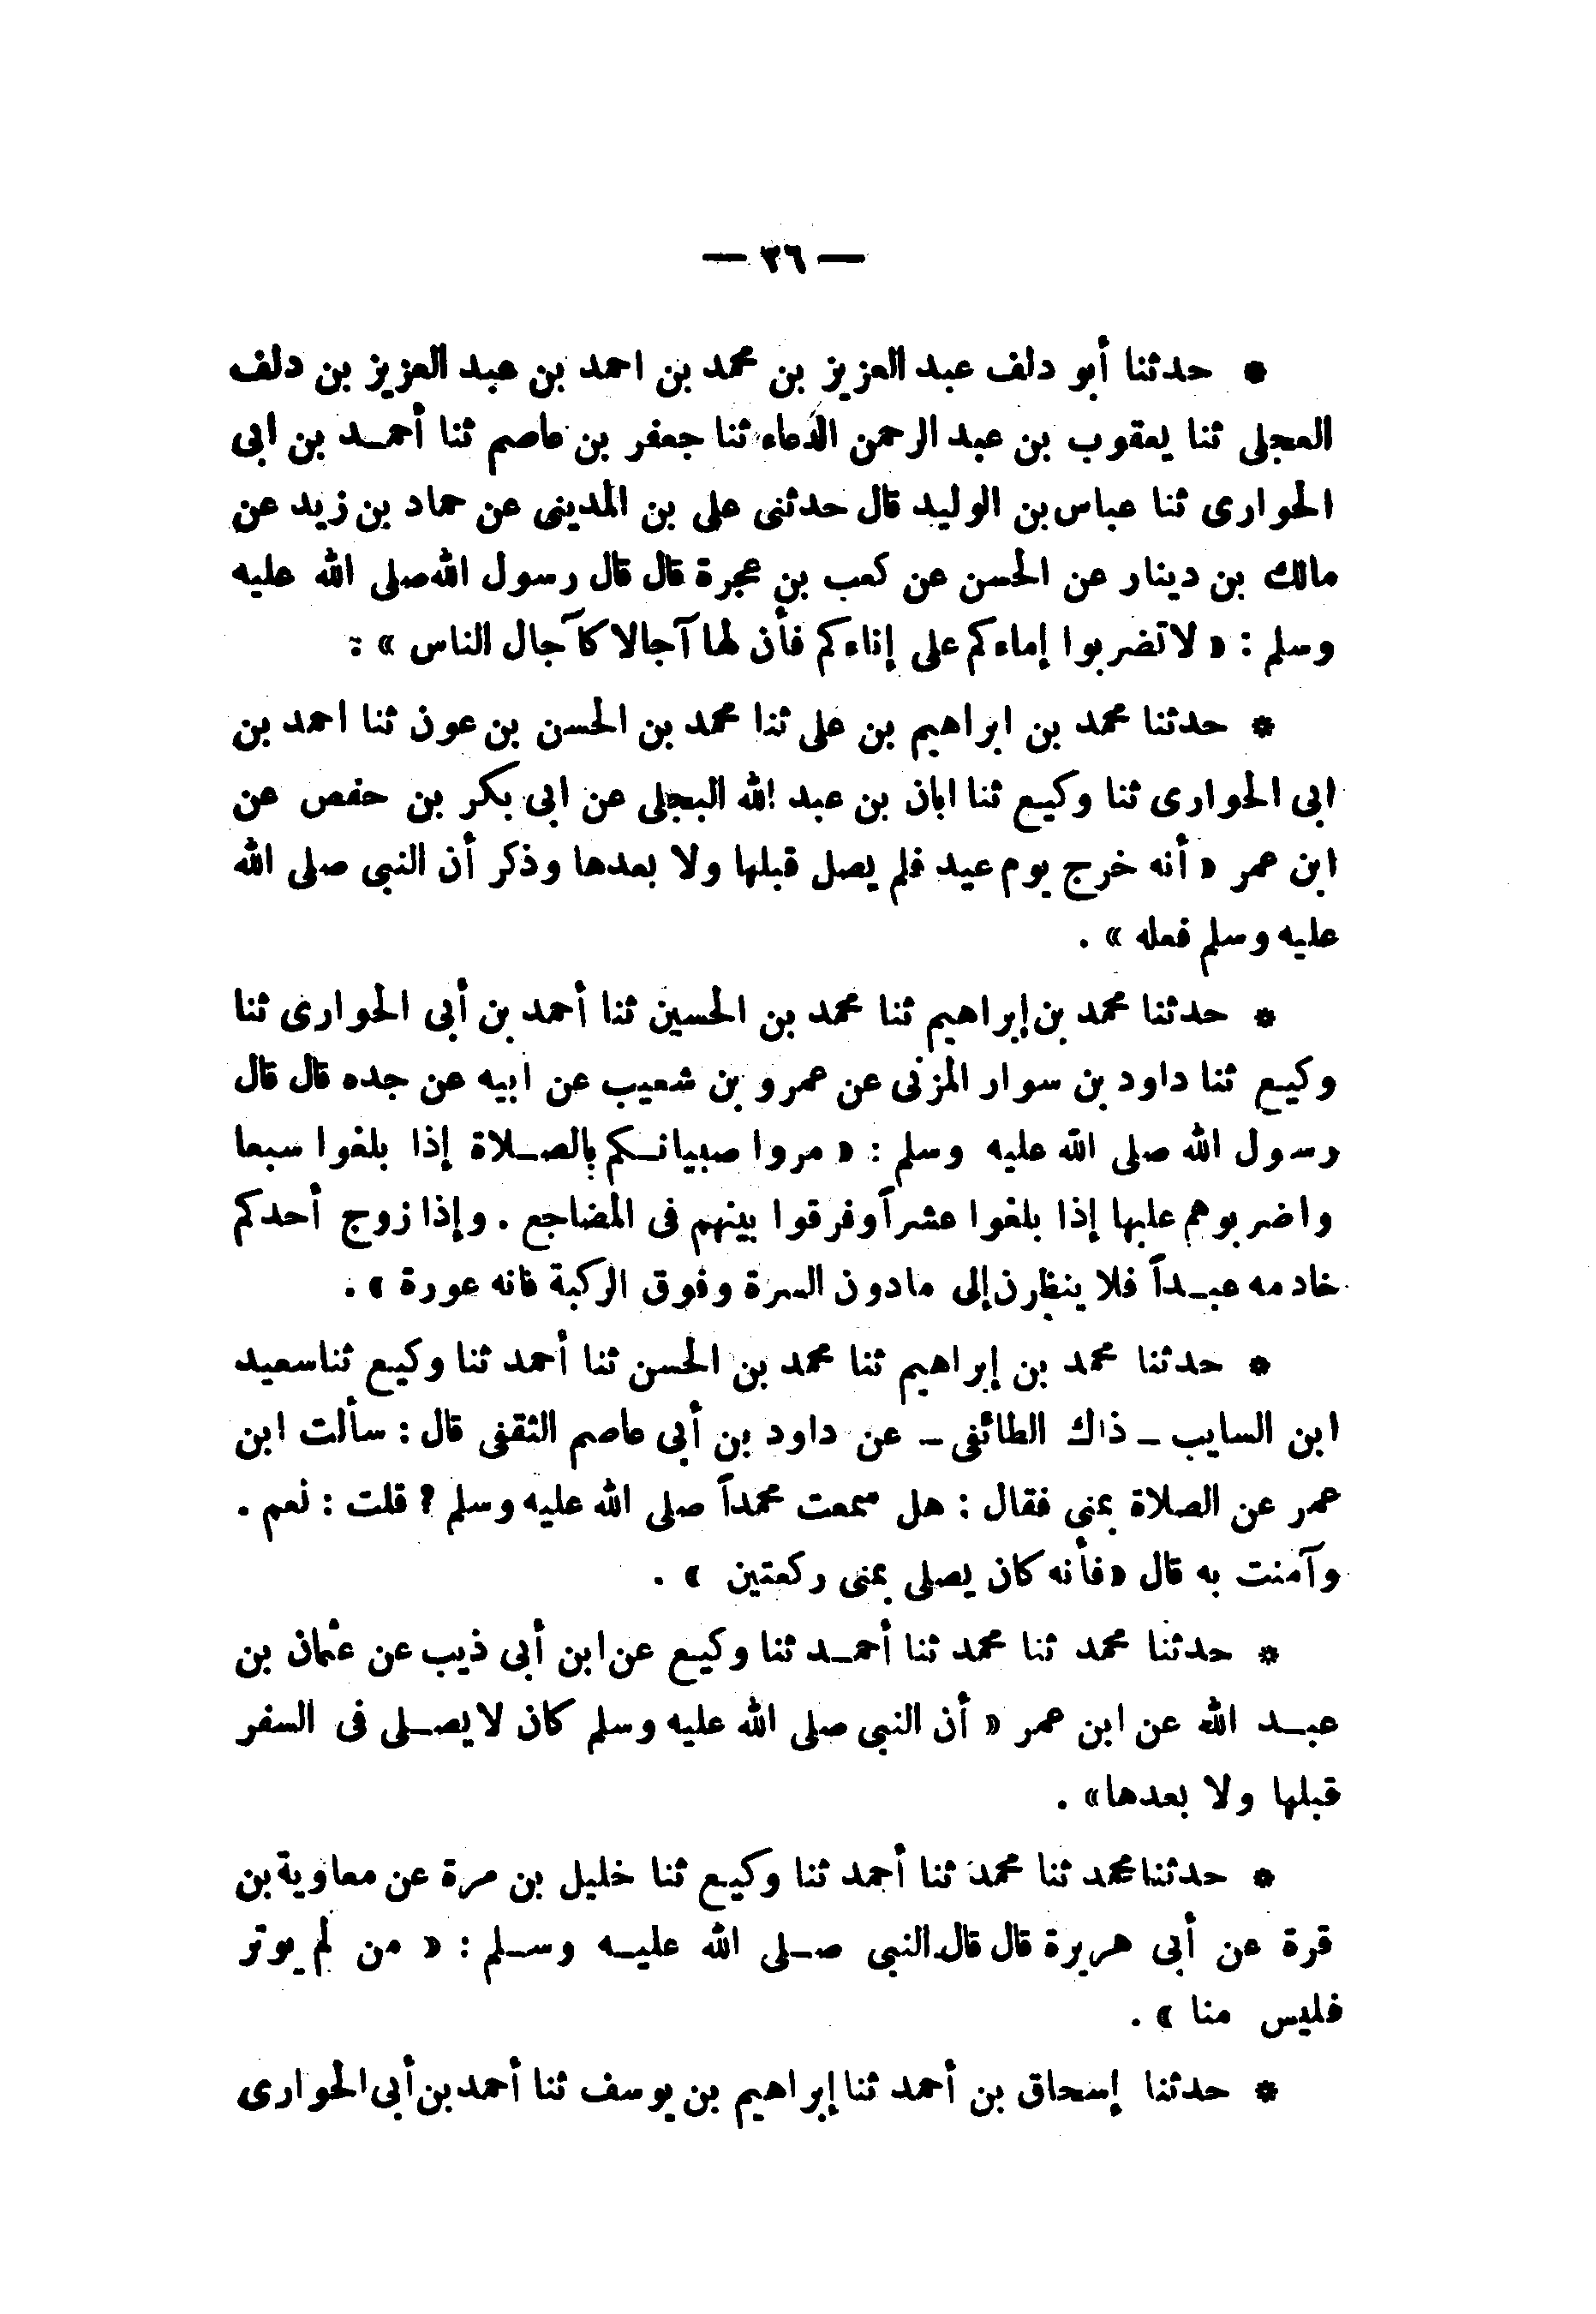 — ٢٦ —
* حدثنا أبو دلف عبد العزيز بن محمد بن احمد بن عبد العزيز بن دلف
العجلى ثنا يعقوب بن عبد الرحمن الدعاء ثنا جعفر بن عاصم ثنا أحمد بن ابى
الحوارى ثنا عباس بن الوليد قال حدثنى على بن المدينى عن حماد بن زيد عن
مالك بن دينار عن الحسن عن كعب بن عجرة قال قال رسول الله صلى الله عليه
وسلم : « لا تضربوا إماءكم على إناءكم فأن لها آجالا كآجال الناس » :
* حدثنا محمد بن ابراهيم بن على ثنا محمد بن الحسن بن عون ثنا احمد بن
ابى الحوارى ثنا وكيع ثنا ابان بن عبد الله البجلى عن ابى بكر بن حفص عن
ابن عمر « أنه خرج يوم عيد فلم يصل قبلها ولا بعدها وذكر أن النبى صلى الله
عليه وسلم فعله » .
* حدثنا محمد بن إبراهيم ثنا محمد بن الحسين ثنا أحمد بن أبى الحوارى ثنا
وكيع ثنا داود بن سوار المزنى عن عمرو بن شعيب عن ابيه عن جده قال قال
رسول الله صلى الله عليه وسلم : « مروا صبيانكم بالصلاة إذا بلغوا سبعا
واضربوهم عليها إذا بلغوا عشراً وفرقوا بينهم فى المضاجع . وإذا زوج أحدكم
خادمه عبداً فلا ينظرن إلى مادون السرة وفوق الركبة فانه عورة » .
* حدثنا محمد بن إبراهيم ثنا محمد بن الحسن ثنا أحمد ثنا وكيع ثنا سعيد
ابن السايب ـ ذاك الطائفى ـ عن داود بن أبى عاصم الثقفى قال : سألت ابن
عمر عن الصلاة بمنى فقال : هل سمعت محمداً صلى الله عليه وسلم ? قلت : نعم .
وآمنت به قال « فأنه كان يصلى بمنى ركعتين » .
* حدثنا محمد ثنا محمد ثنا أحمد ثنا وكيع عن ابن أبى ذيب عن عثمان بن
عبد الله عن ابن عمر « أن النبى صلى الله عليه وسلم كان لا يصلى فى السفر
قبلها ولا بعدها » .
* حدثنا محمد ثنا محمد ثنا أحمد ثنا وكيع ثنا خليل بن مرة عن معاوية بن
قرة عن أبى هريرة قال قال النبى صلى الله عليه وسلم : « من لم يوتر
فليس منا » .
* حدثنا إسحاق بن أحمد ثنا إبراهيم بن يوسف ثنا أحمد بن أبى الحوارى